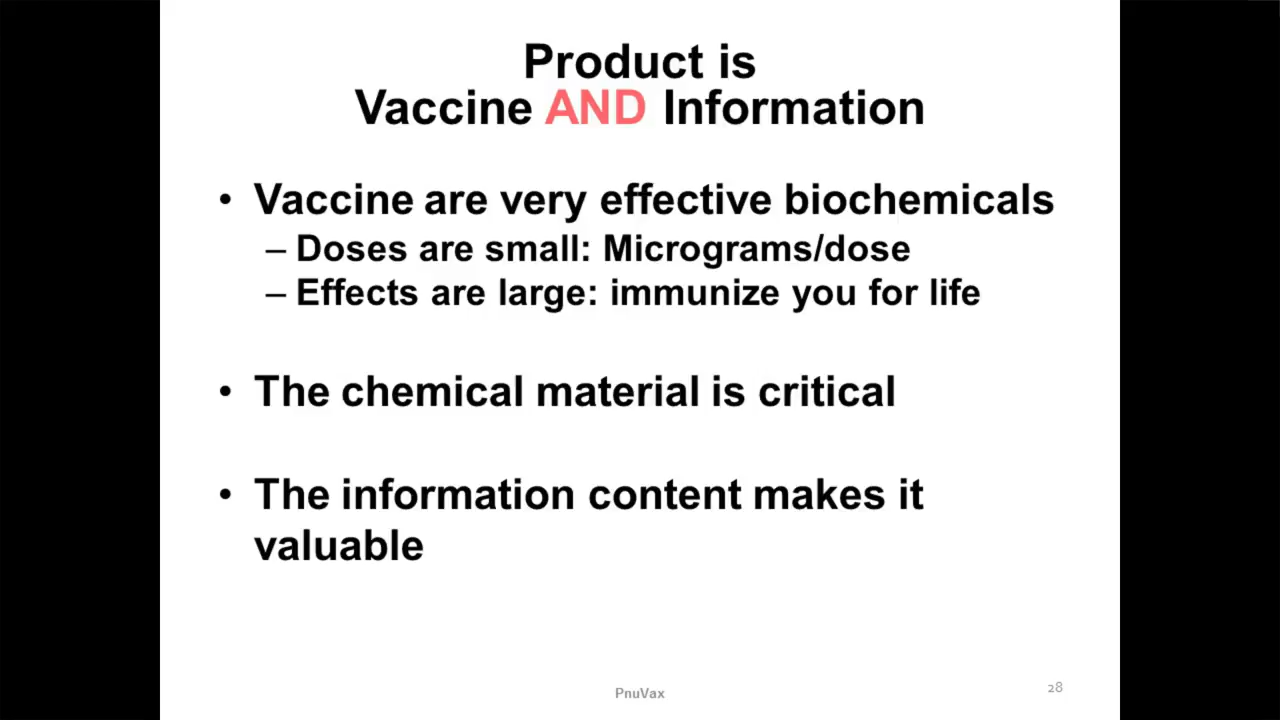 Product is
Vaccine AND Information
• Vaccine are very effective biochemicals
– Doses are small: Micrograms/dose
– Effects are large: immunize you for life
• The chemical material is critical
• The information content makes it
valuable
PnuVax
28